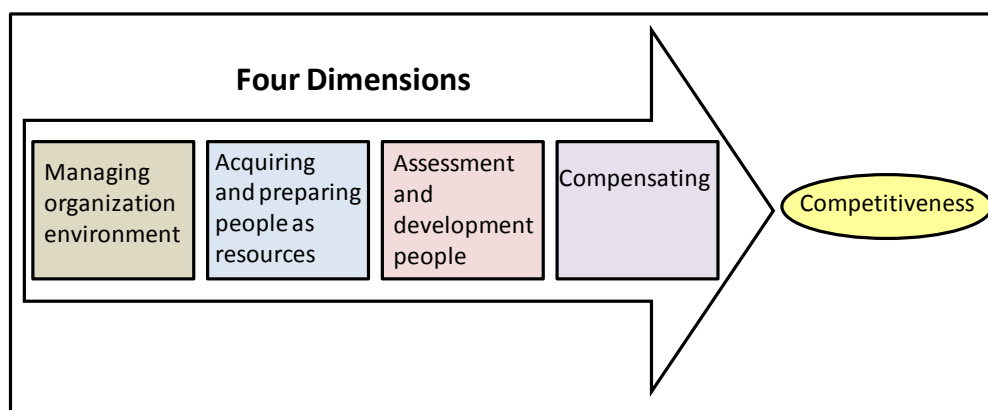 Four Dimensions
Managing
organization
environment
Acquiring
and preparing
people as
resources
Assessment
and
development
people
Compensating
Competitiveness